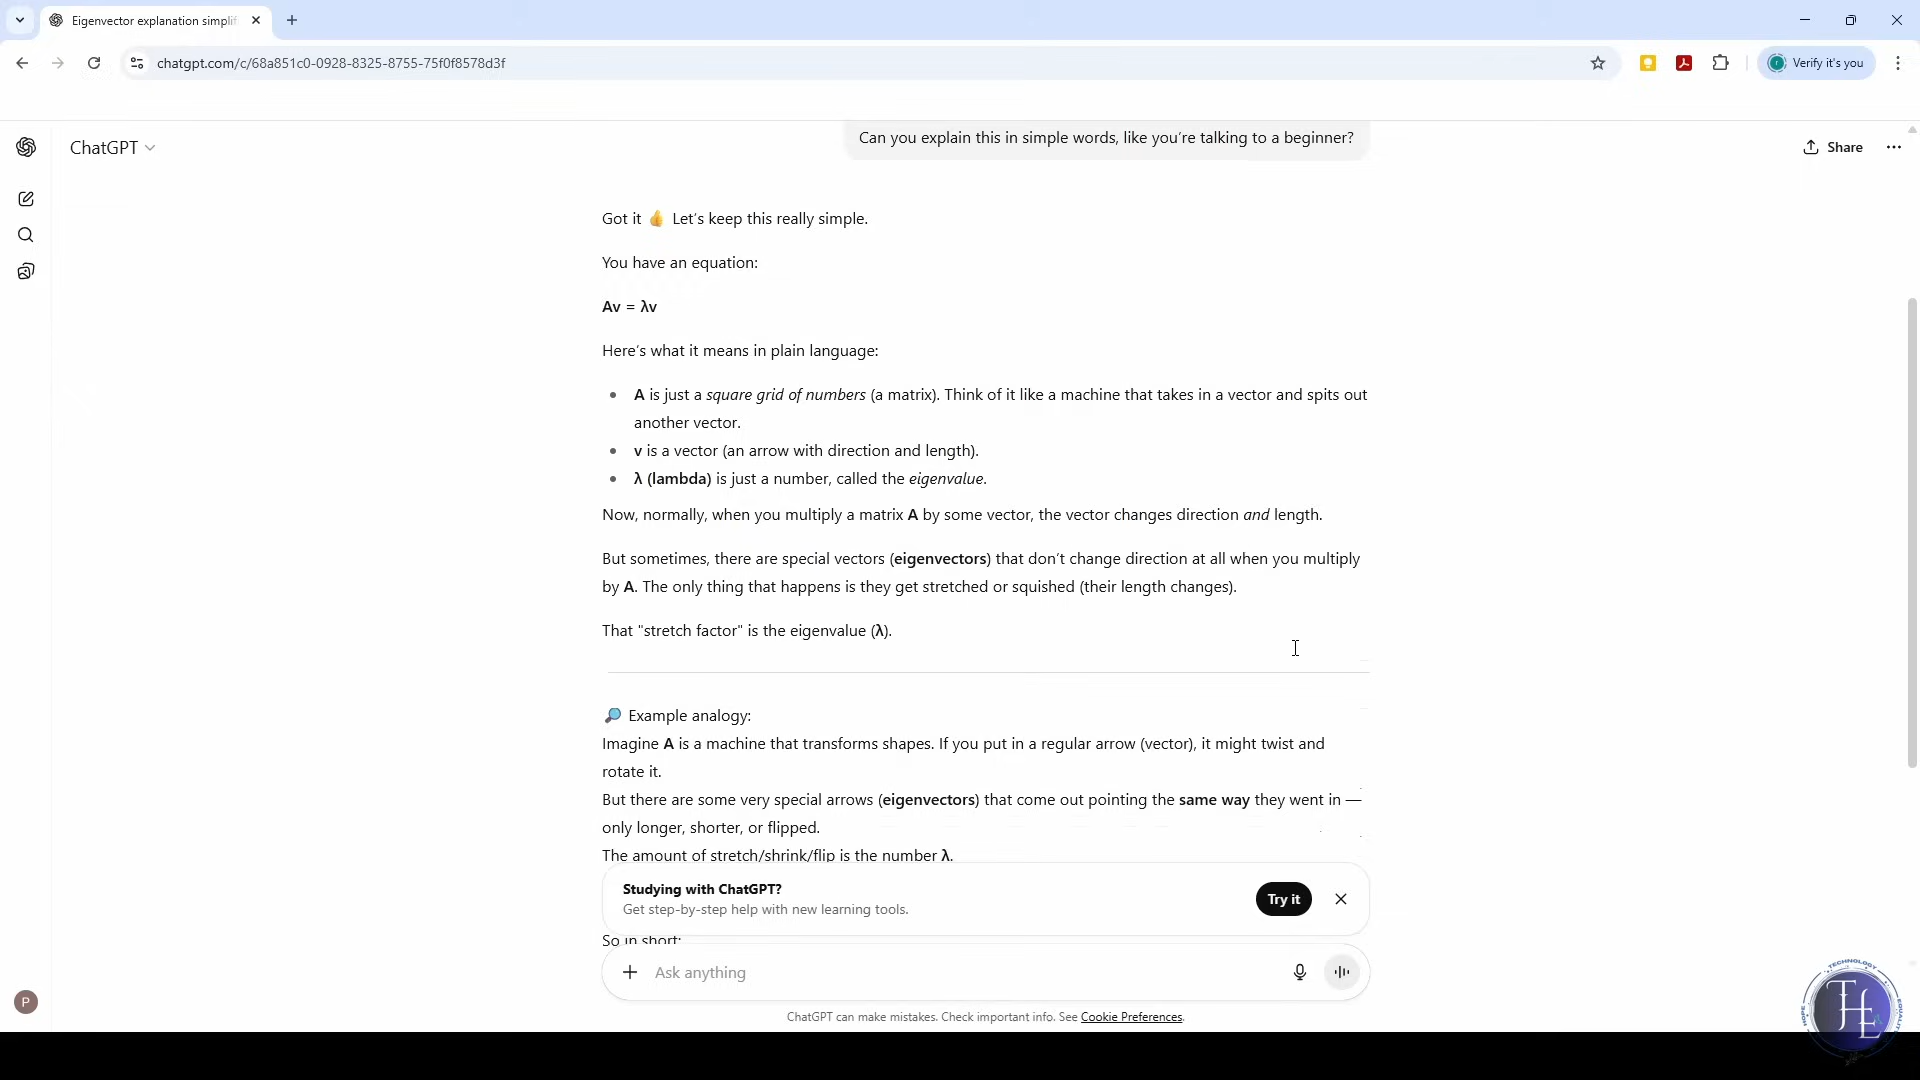 Eigenvector explanation simplif
chatgpt.com/c/68a851c0-0928-8325-8755-75f0f8578d3f
Verify it's you
ChatGPT
Can you explain this in simple words, like you’re talking to a beginner?
Share
Got it 👍 Let’s keep this really simple.
You have an equation:
Av = λv
Here’s what it means in plain language:
• A is just a square grid of numbers (a matrix). Think of it like a machine that takes in a vector and spits out
another vector.
• v is a vector (an arrow with direction and length).
• λ (lambda) is just a number, called the eigenvalue.
Now, normally, when you multiply a matrix A by some vector, the vector changes direction and length.
But sometimes, there are special vectors (eigenvectors) that don’t change direction at all when you multiply
by A. The only thing that happens is they get stretched or squished (their length changes).
That "stretch factor" is the eigenvalue (λ).
🔎 Example analogy:
Imagine A is a machine that transforms shapes. If you put in a regular arrow (vector), it might twist and
rotate it.
But there are some very special arrows (eigenvectors) that come out pointing the same way they went in —
only longer, shorter, or flipped.
The amount of stretch/shrink/flip is the number λ.
Studying with ChatGPT?
Get step-by-step help with new learning tools.
Try it
So in short:
Ask anything
P
ChatGPT can make mistakes. Check important info. See Cookie Preferences.
TECHNOLOGY
HOPE
EQUALITY
THE